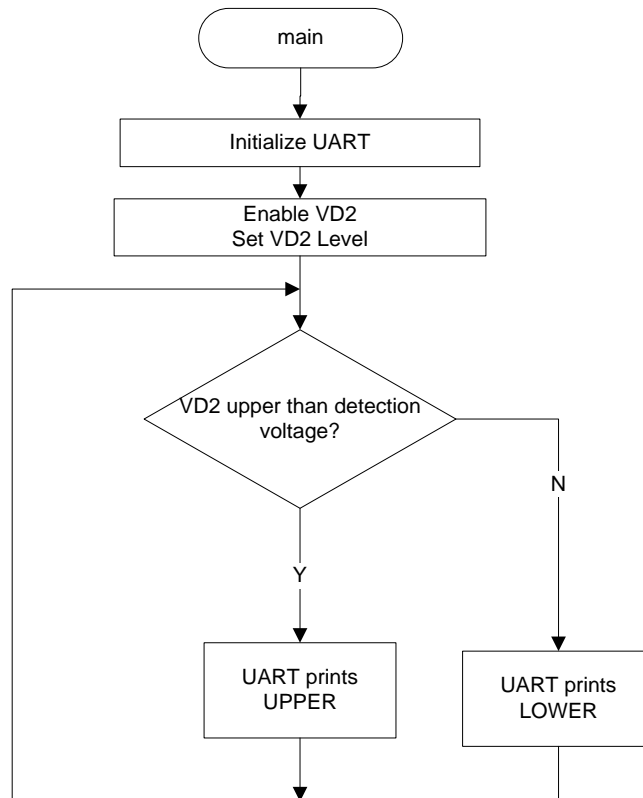 main
Initialize UART
Enable VD2
Set VD2 Level
VD2 upper than detection
voltage?
N
Y
UART prints
UPPER
UART prints
LOWER